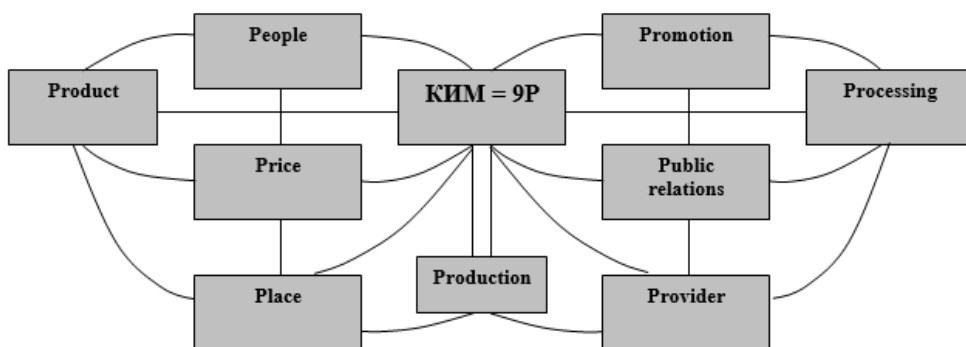 People
Promotion
Product
КИМ = 9Р
Processing
Price
Public
relations
Production
Place
Provider